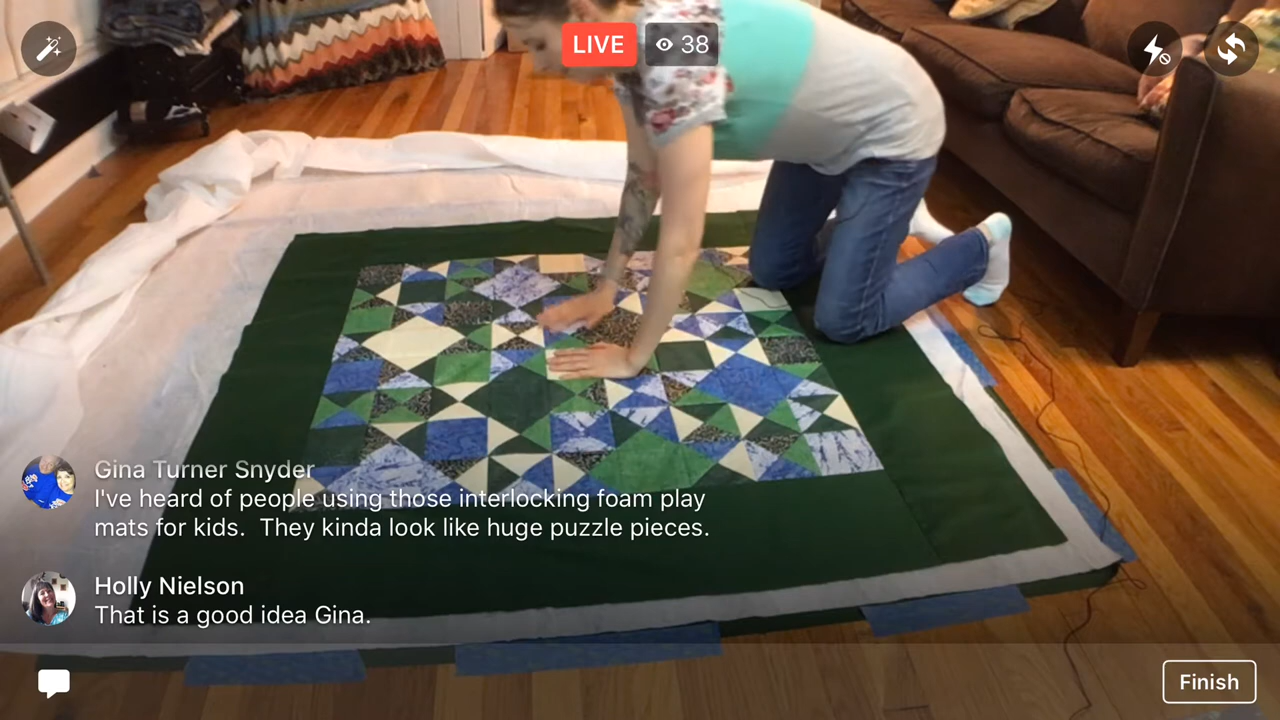 LIVE 38
Gina Turner Snyder
I've heard of people using those interlocking foam play
mats for kids.  They kinda look like huge puzzle pieces.
Holly Nielson
That is a good idea Gina.
Finish